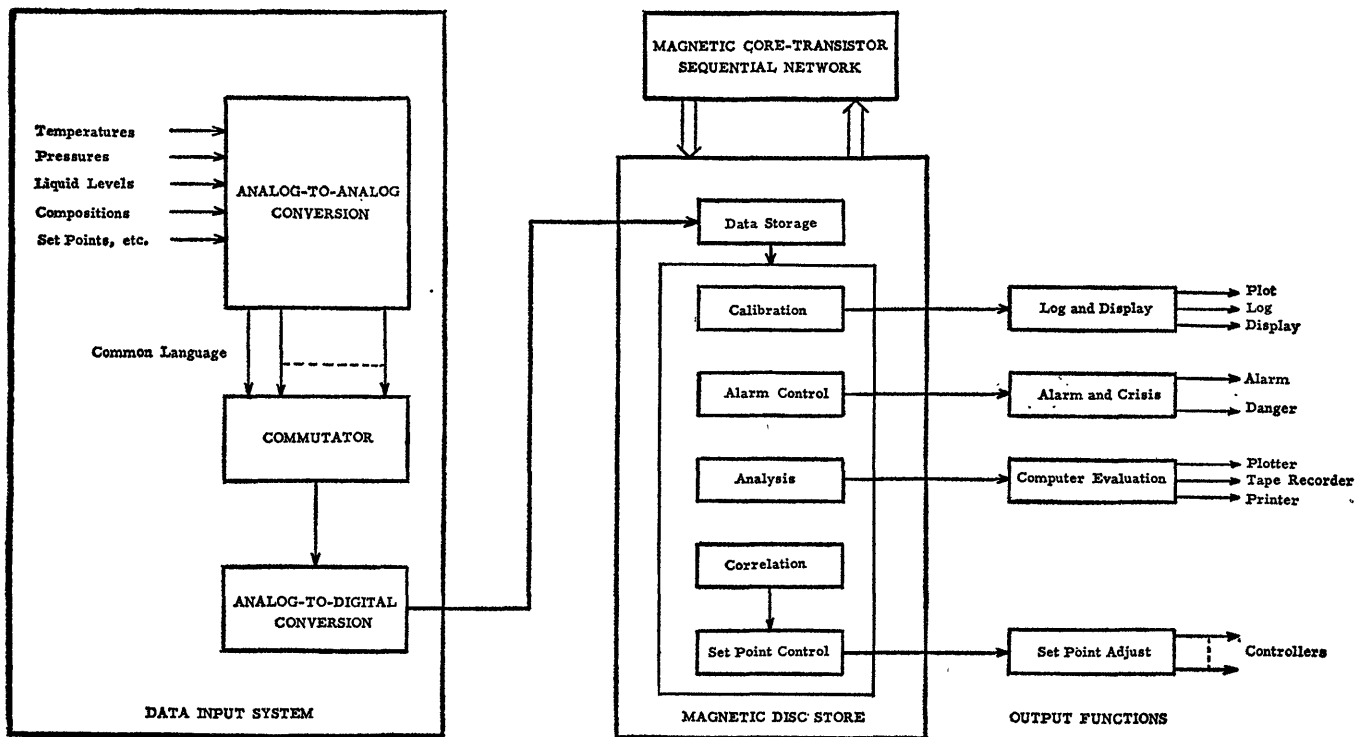 MAGNETIC CORE-TRANSISTOR
SEQUENTIAL NETWORK
Temperatures
Pressures
Liquid Levels
Compositions
Set Points, etc.
ANALOG-TO-ANALOG
CONVERSION
Common Language
COMMUTATOR
ANALOG-TO-DIGITAL
CONVERSION
DATA INPUT SYSTEM
Data Storage
Calibration
Alarm Control
Analysis
Correlation
Set Point Control
MAGNETIC DISC STORE
Log and Display
Plot
Log
Display
Alarm and Crisis
Alarm
Danger
Computer Evaluation
Plotter
Tape Recorder
Printer
Set Point Adjust
Controllers
OUTPUT FUNCTIONS